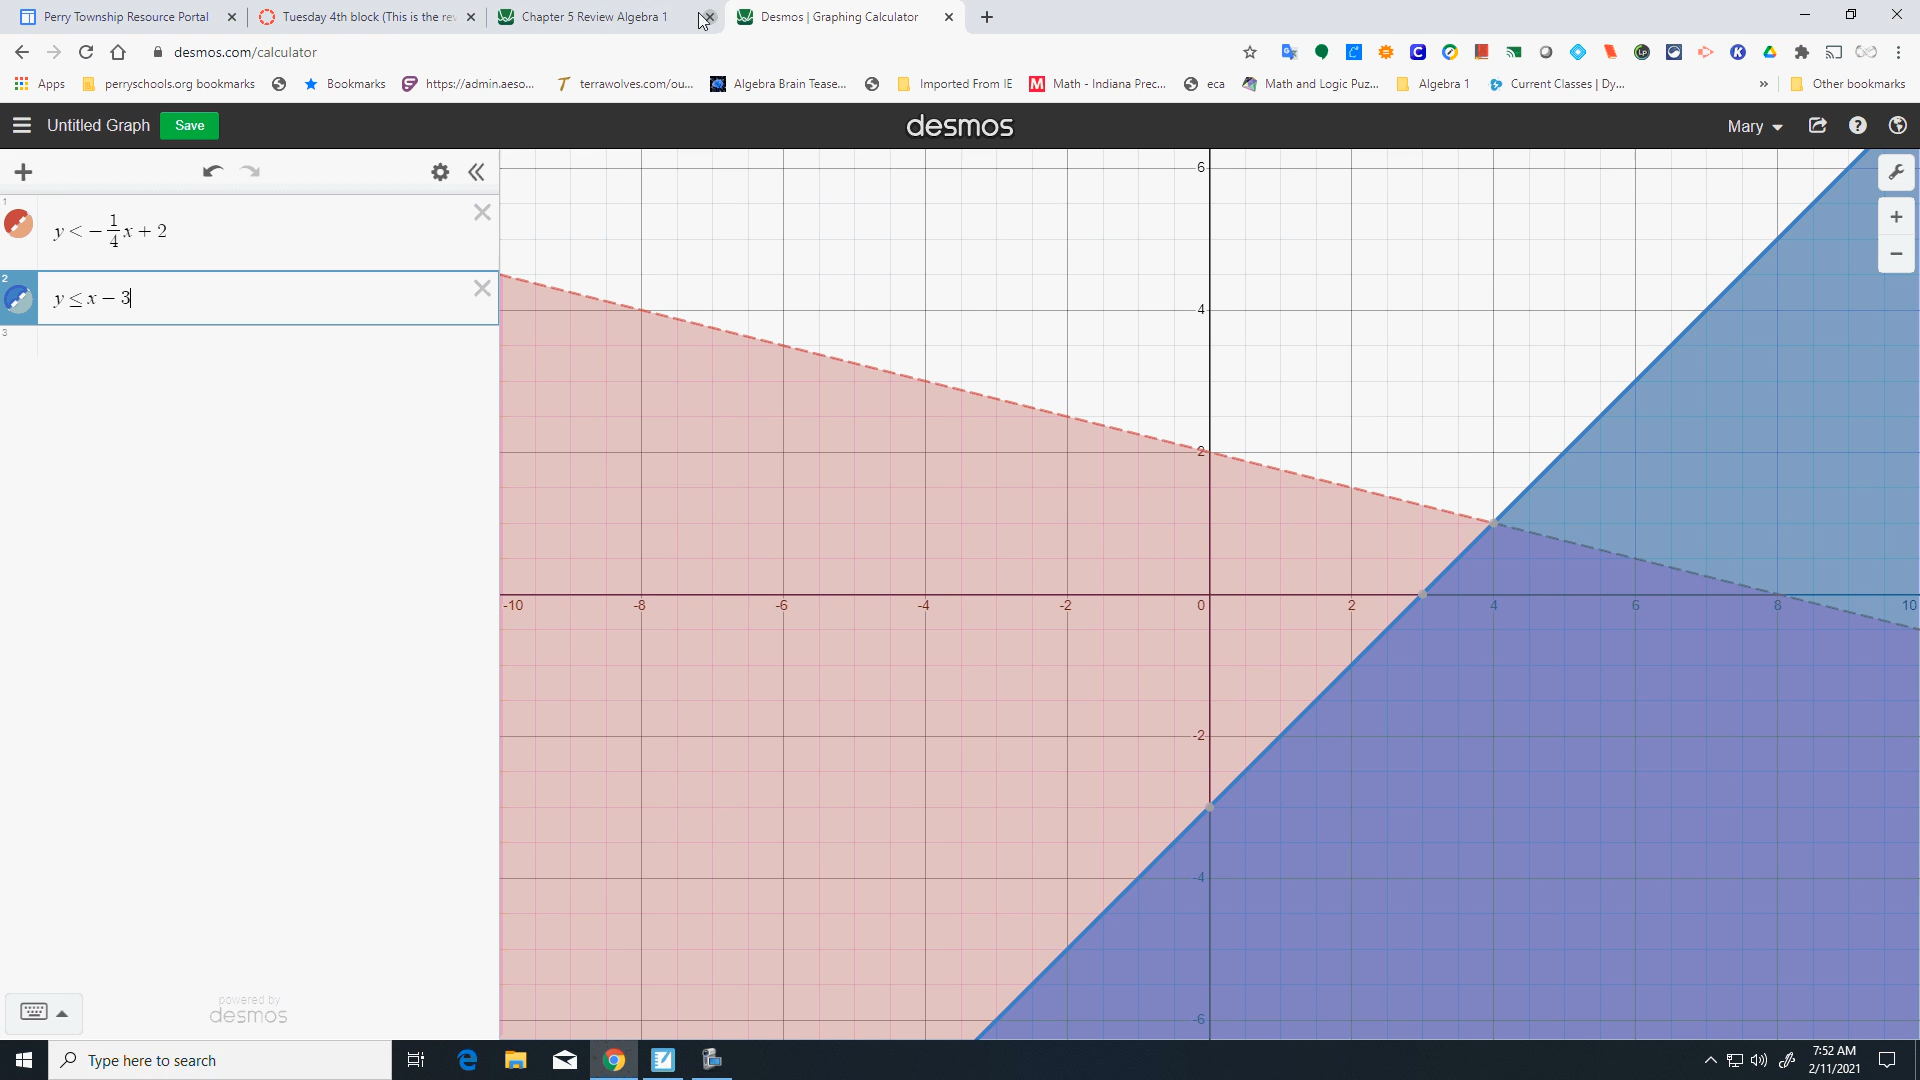 Perry Township Resource Portal
Tuesday 4th block (This is the re
Chapter 5 Review Algebra 1
Desmos | Graphing Calculator
desmos.com/calculator
Apps
perryschools.org bookmarks
Bookmarks
https://admin.aeso...
terrawolves.com/ou...
Algebra Brain Tease...
Imported From IE
Math - Indiana Prec...
eca
Math and Logic Puz...
Algebra 1
Current Classes | Dy...
»
Other bookmarks
Untitled Graph
Save
desmos
Mary
1
y < −1/4x + 2
2
y ≤ x − 3
3
6
4
2
-10 -8 -6 -4 -2 0 2 4 6 8 10
-2
-4
-6
powered by
desmos
Type here to search
7:52 AM
2/11/2021